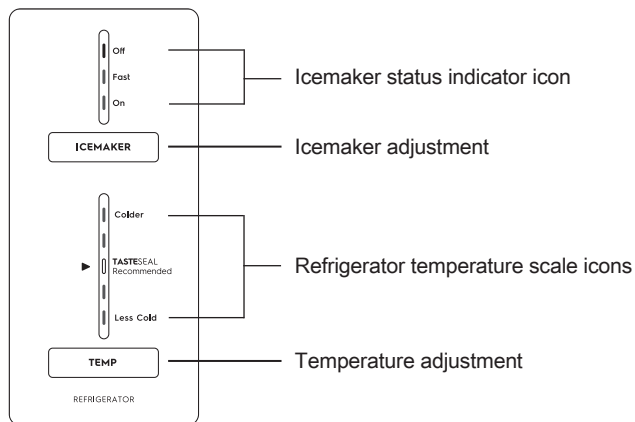 Off
Fast
On
Icemaker status indicator icon
ICEMAKER
Icemaker adjustment
Colder
TASTESEAL
Recommended
Refrigerator temperature scale icons
Less Cold
TEMP
Temperature adjustment
REFRIGERATOR